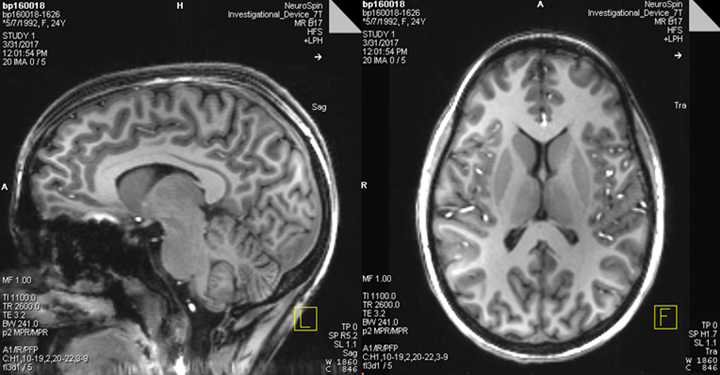 bp160018
bp160018-1626
*5/7/1992, F, 24Y
STUDY 1
3/31/2017
12:01:54 PM
20 IMA 0 / 5
H
NeuroSpin
Investigational_Device_7T
MR B17
HFS
+LPH
Sag
A
MF 1.00
TI 1100.0
TR 2600.0
TE 3.2
BW 241.0
p2 MPR/MPR
A1/IR/PFP
C:H1,10-19,2,20-22,3-9
tfl3d1 / 5
L
TP 0
SP R5.2
SL 1.1
Sag
W 1860
C 846
bp160018
bp160018-1626
*5/7/1992, F, 24Y
STUDY 1
3/31/2017
12:01:54 PM
20 IMA 0 / 5
A
NeuroSpin
Investigational_Device_7T
MR B17
HFS
+LPH
Tra
R
MF 1.00
TI 1100.0
TR 2600.0
TE 3.2
BW 241.0
p2 MPR/MPR
A1/IR/PFP
C:H1,10-19,2,20-22,3-9
tfl3d1 / 5
F
TP 0
SP H1.7
SL 1.1
Tra
W 1860
C 846